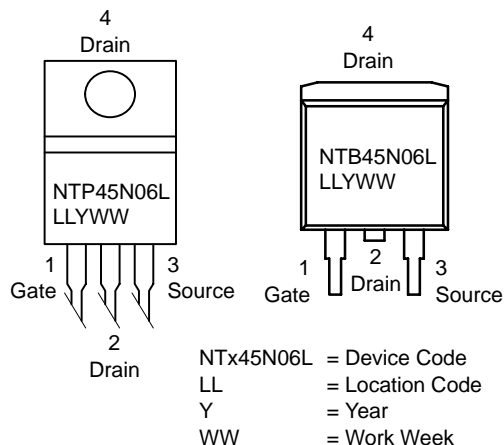 4
Drain
NTP45N06L
LLYWW
1
Gate
3
Source
2
Drain
4
Drain
NTB45N06L
LLYWW
1
Gate
2
Drain
3
Source
NTx45N06L = Device Code
LL = Location Code
Y = Year
WW = Work Week